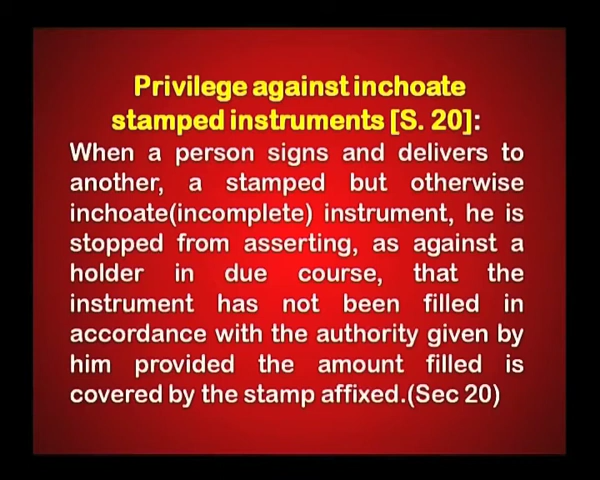 Privilege against inchoate
stamped instruments [S. 20]:
When a person signs and delivers to
another, a stamped but otherwise
inchoate(incomplete) instrument, he is
stopped from asserting, as against a
holder in due course, that the
instrument has not been filled in
accordance with the authority given by
him provided the amount filled is
covered by the stamp affixed.(Sec 20)